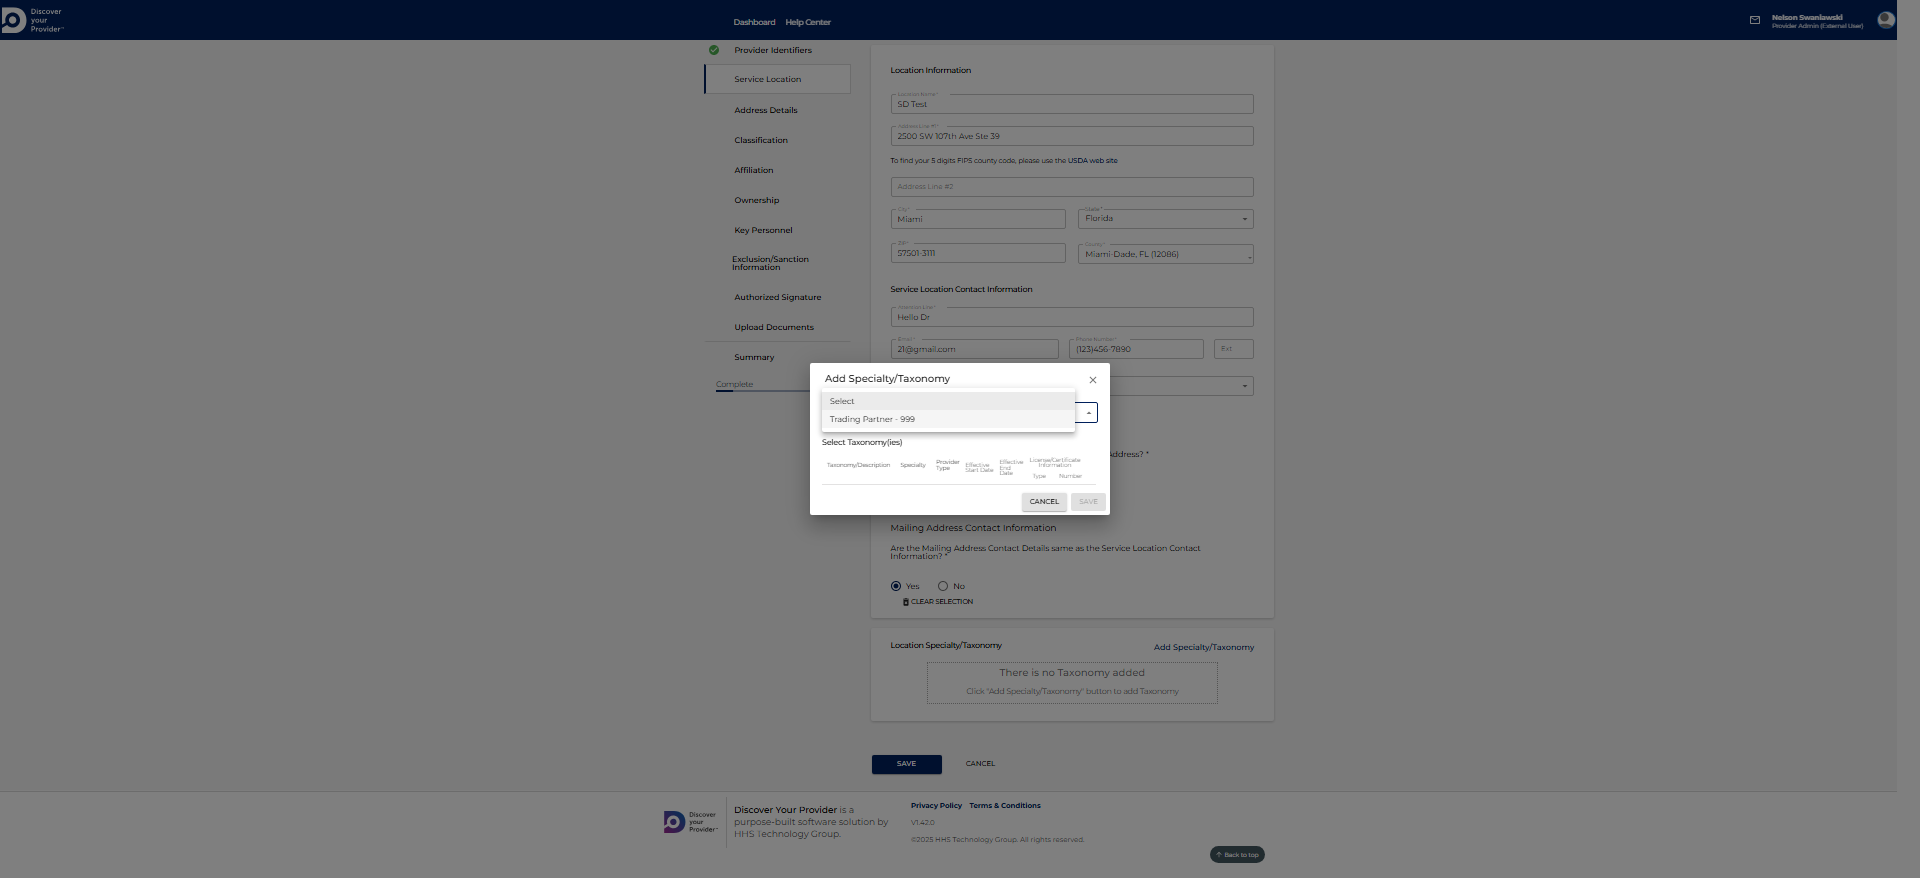 Discover
your
Provider™
Dashboard
Help Center
Nelson Swaniawski
Provider Admin (External User)
Provider Identifiers
Service Location
Address Details
Classification
Affiliation
Ownership
Key Personnel
Exclusion/Sanction
Information
Authorized Signature
Upload Documents
Summary
Complete
Location Information
Location Name *
SD Test
Address Line #1 *
2500 SW 107th Ave Ste 39
To find your 5 digits FIPS county code, please use the USDA web site
Address Line #2
City *
Miami
State *
Florida
ZIP *
57501-3111
County *
Miami-Dade, FL (12086)
Service Location Contact Information
Hello Dr
Email *
21@gmail.com
Phone Number *
(123)456-7890
Ext
Add Specialty/Taxonomy
Select
Trading Partner - 999
Select Taxonomy(ies)
Taxonomy/Description
Specialty
Provider
Type
Effective
Start Date
Effective
End
Date
License/Certificate
Information
Type
Number
CANCEL
SAVE
ddress? *
Mailing Address Contact Information
Are the Mailing Address Contact Details same as the Service Location Contact
Information? *
Yes
No
CLEAR SELECTION
Location Specialty/Taxonomy
Add Specialty/Taxonomy
There is no Taxonomy added
Click "Add Specialty/Taxonomy" button to add Taxonomy
SAVE
CANCEL
Discover
your
Provider™
Discover Your Provider is a
purpose-built software solution by
HHS Technology Group.
Privacy Policy
Terms & Conditions
V1.42.0
©2025 HHS Technology Group. All rights reserved.
Back to top